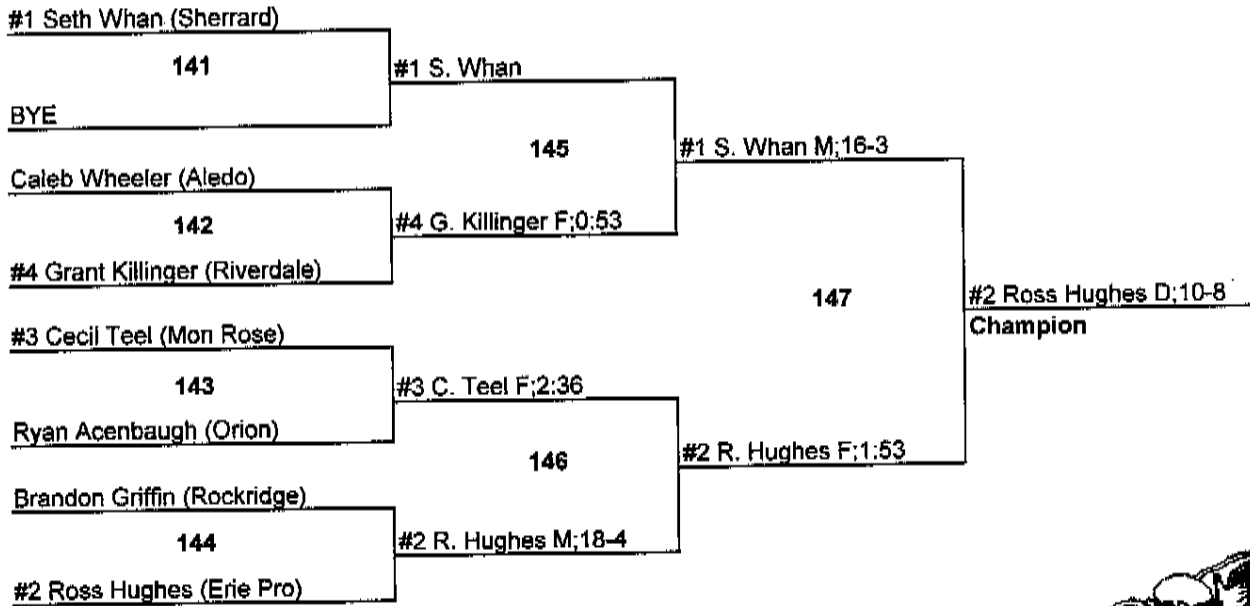 #1 Seth Whan (Sherrard)
141
BYE
#1 S. Whan
Caleb Wheeler (Aledo)
142
#4 Grant Killinger (Riverdale)
#4 G. Killinger F;0:53
145
#1 S. Whan M;16-3
#3 Cecil Teel (Mon Rose)
143
Ryan Acenbaugh (Orion)
#3 C. Teel F;2:36
Brandon Griffin (Rockridge)
144
#2 Ross Hughes (Erie Pro)
#2 R. Hughes M;18-4
146
#2 R. Hughes F;1:53
147
#2 Ross Hughes D;10-8
Champion